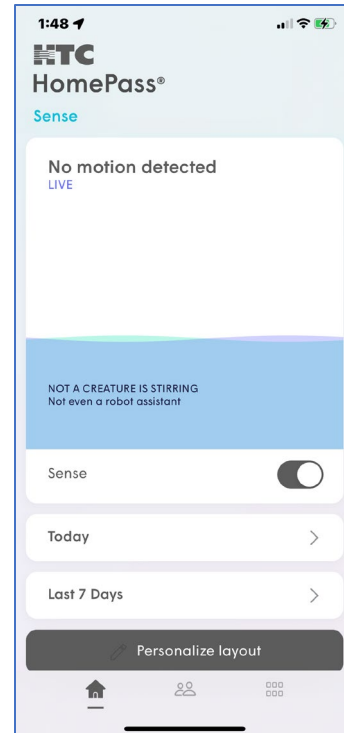 1:48
HTC
HomePass®
Sense
No motion detected
LIVE
NOT A CREATURE IS STIRRING
Not even a robot assistant
Sense
Today
Last 7 Days
Personalize layout